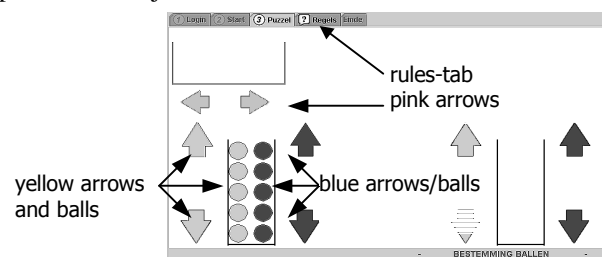 1 Login 2 Start 3 Puzzel ? Regels Einde
rules-tab
pink arrows
yellow arrows
and balls
blue arrows/balls
- BESTEMMING BALLEN -